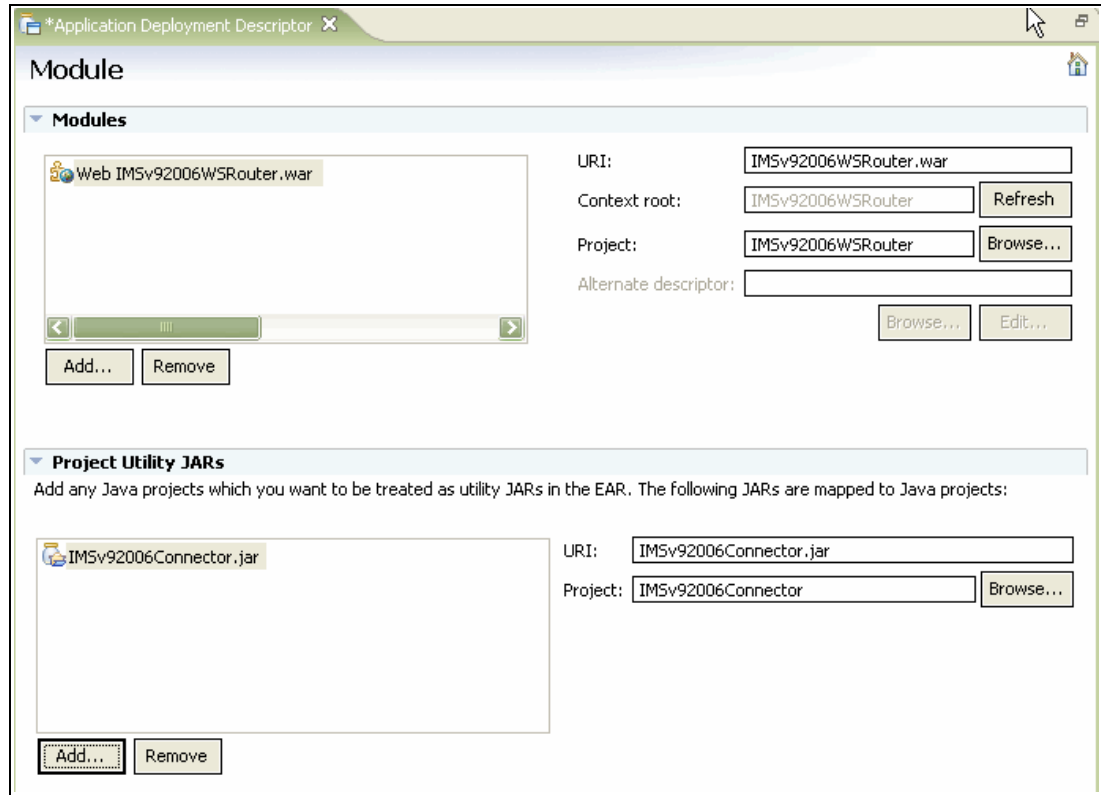 *Application Deployment Descriptor
Module
Modules
Web IMSv92006WSRouter.war
URI: IMSv92006WSRouter.war
Context root: IMSv92006WSRouter Refresh
Project: IMSv92006WSRouter Browse...
Alternate descriptor:
Browse... Edit...
Add... Remove
Project Utility JARs
Add any Java projects which you want to be treated as utility JARs in the EAR. The following JARs are mapped to Java projects:
IMSv92006Connector.jar
URI: IMSv92006Connector.jar
Project: IMSv92006Connector Browse...
Add... Remove